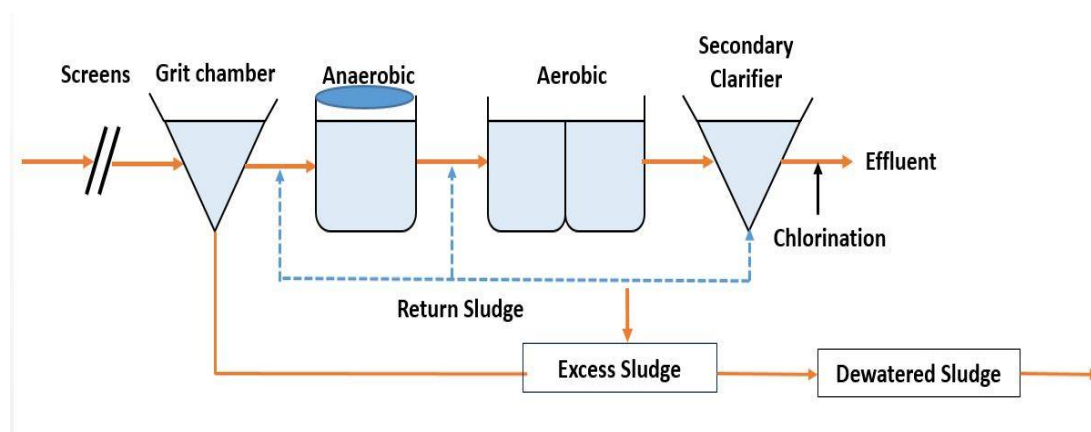 Screens
Grit chamber
Anaerobic
Aerobic
Secondary
Clarifier
Effluent
Chlorination
Return Sludge
Excess Sludge
Dewatered Sludge